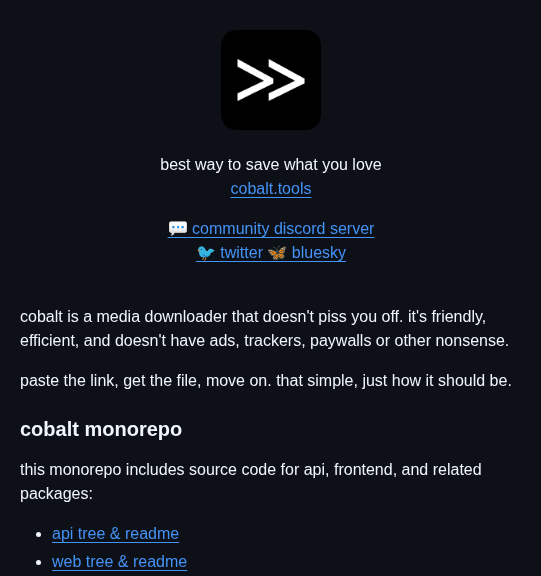 best way to save what you love
cobalt.tools
💬 community discord server
🐦 twitter 🦋 bluesky
cobalt is a media downloader that doesn't piss you off. it's friendly,
efficient, and doesn't have ads, trackers, paywalls or other nonsense.
paste the link, get the file, move on. that simple, just how it should be.
cobalt monorepo
this monorepo includes source code for api, frontend, and related
packages:
• api tree & readme
• web tree & readme